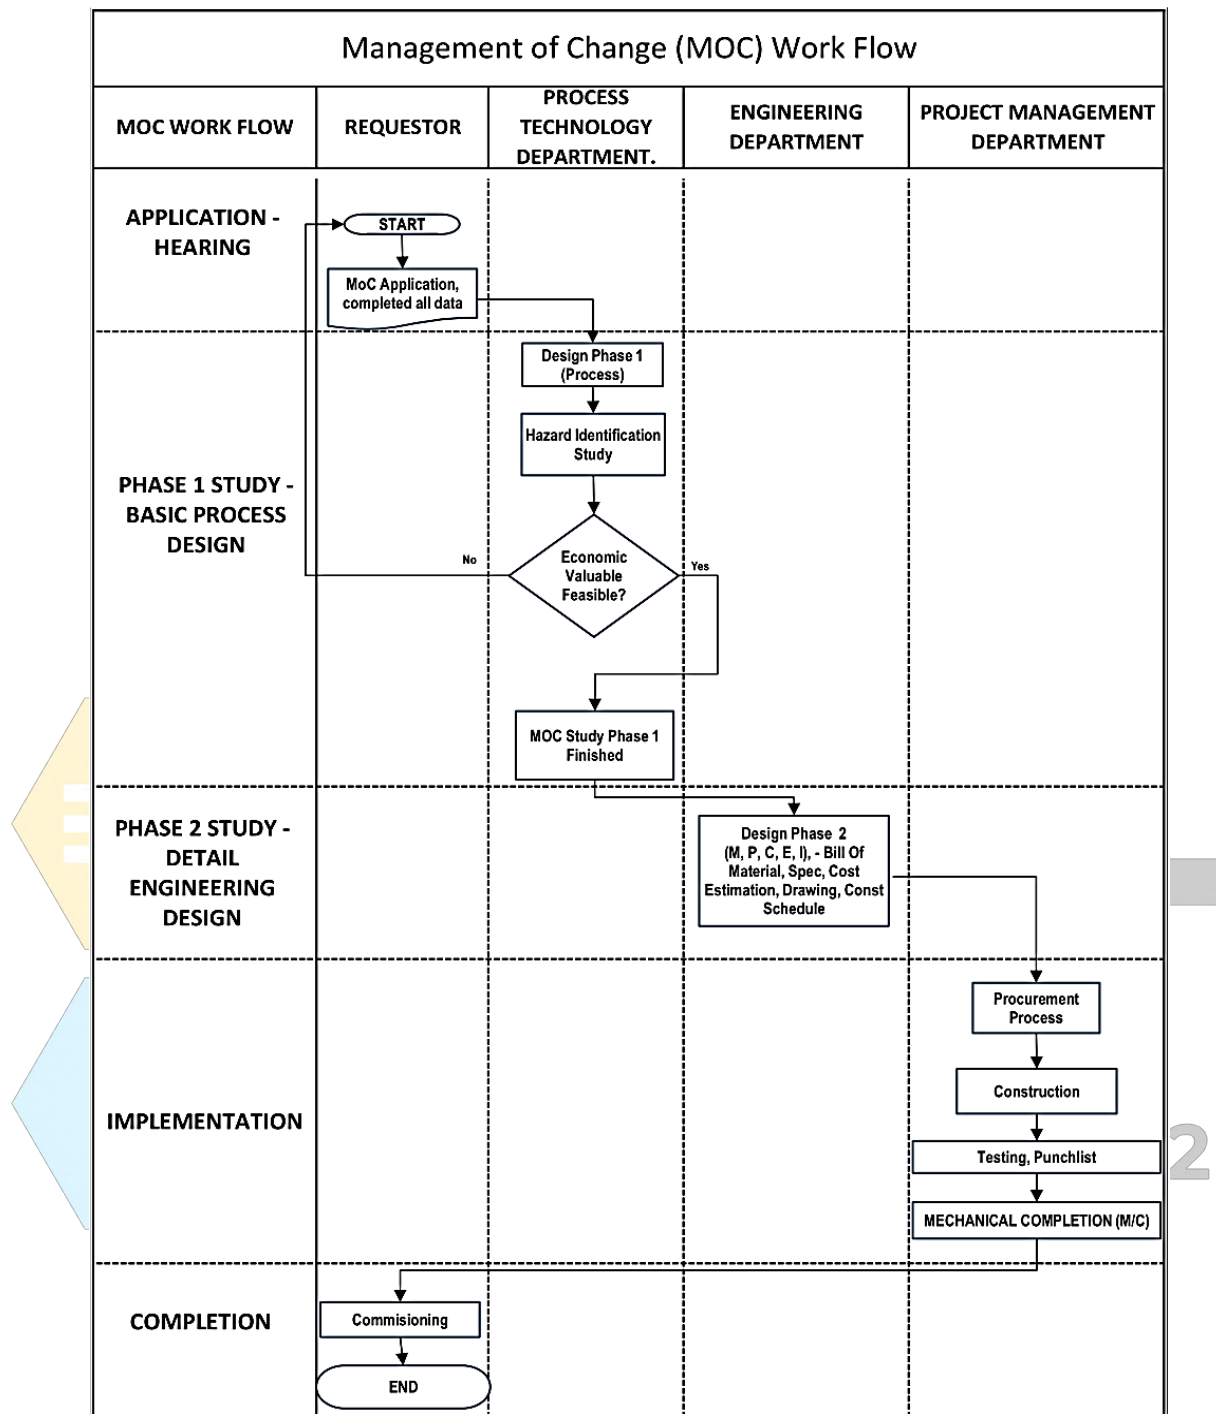 Management of Change (MOC) Work Flow
MOC WORK FLOW
REQUESTOR
PROCESS
TECHNOLOGY
DEPARTMENT.
ENGINEERING
DEPARTMENT
PROJECT MANAGEMENT
DEPARTMENT
APPLICATION -
HEARING
START
MoC Application,
completed all data
PHASE 1 STUDY -
BASIC PROCESS
DESIGN
Design Phase 1
(Process)
Hazard Identification
Study
Economic
Valuable
Feasible?
No
Yes
MOC Study Phase 1
Finished
PHASE 2 STUDY -
DETAIL
ENGINEERING
DESIGN
Design Phase 2
(M, P, C, E, I), - Bill Of
Material, Spec, Cost
Estimation, Drawing, Const
Schedule
IMPLEMENTATION
Procurement
Process
Construction
Testing, Punchlist
MECHANICAL COMPLETION (M/C)
2
COMPLETION
Commisioning
END